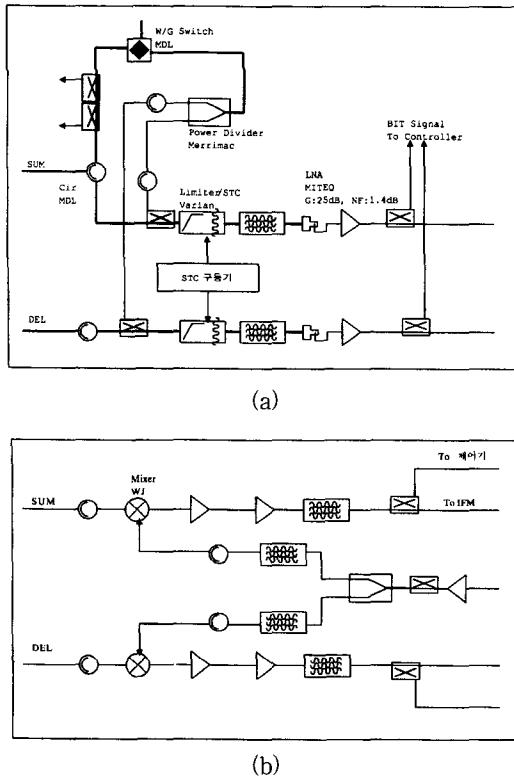 W/G Switch
MDL
Power Divider
Merrimac
BIT Signal
To Controller
SUM
Cir
MDL
Limiter/STC
Varian
LNA
MITEQ
G:25dB, NF:1.4dB
STC 구동기
DEL
(a)
Mixer
WJ
SUM
To 제어기
To IFM
DEL
(b)